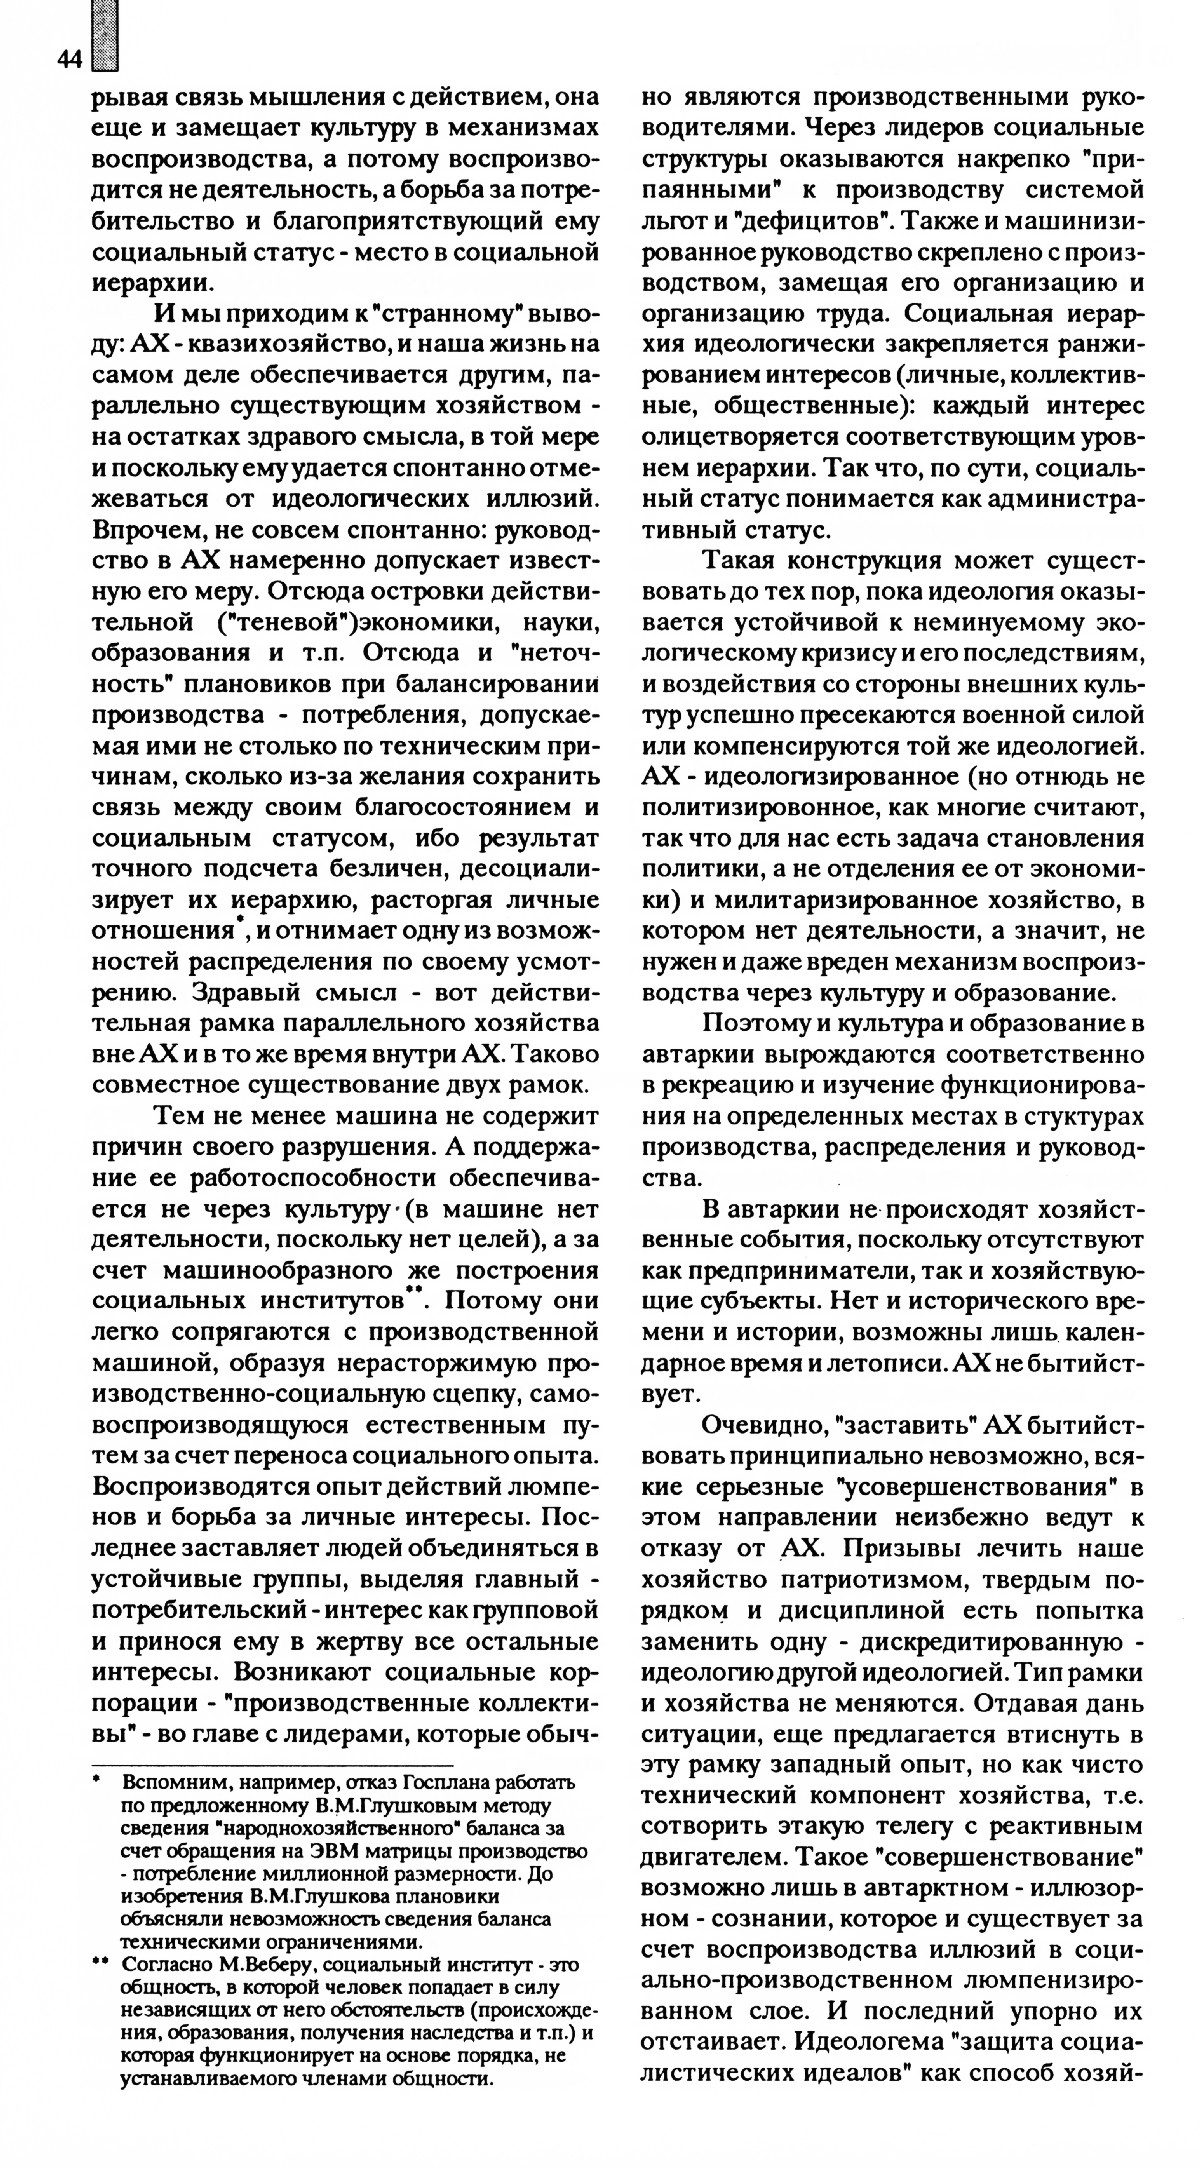 44
рывая связь мышления с действием, она
еще и замещает культуру в механизмах
воспроизводства, а потому воспроизво-
дится не деятельность, а борьба за потре-
бительство и благоприятствующий ему
социальный статус - место в социальной
иерархии.
И мы приходим к "странному" выво-
ду: АХ - квазихозяйство, и наша жизнь на
самом деле обеспечивается другим, па-
раллельно существующим хозяйством -
на остатках здравого смысла, в той мере
и поскольку ему удается спонтанно отме-
жеваться от идеологических иллюзий.
Впрочем, не совсем спонтанно: руковод-
ство в АХ намеренно допускает извест-
ную его меру. Отсюда островки действи-
тельной ("теневой")экономики, науки,
образования и т.п. Отсюда и "неточ-
ность" плановиков при балансировании
производства - потребления, допускае-
мая ими не столько по техническим при-
чинам, сколько из-за желания сохранить
связь между своим благосостоянием и
социальным статусом, ибо результат
точного подсчета безличен, десоциали-
зирует их иерархию, расторгая личные
отношения*, и отнимает одну из возмож-
ностей распределения по своему усмот-
рению. Здравый смысл - вот действи-
тельная рамка параллельного хозяйства
вне АХ и в то же время внутри АХ. Таково
совместное существование двух рамок.
Тем не менее машина не содержит
причин своего разрушения. А поддержа-
ние ее работоспособности обеспечива-
ется не через культуру (в машине нет
деятельности, поскольку нет целей), а за
счет машинообразного же построения
социальных институтов**. Потому они
легко сопрягаются с производственной
машиной, образуя нерасторжимую про-
изводственно-социальную сцепку, само-
воспроизводящуюся естественным пу-
тем за счет переноса социального опыта.
Воспроизводятся опыт действий люмпе-
нов и борьба за личные интересы. Пос-
леднее заставляет людей объединяться в
устойчивые группы, выделяя главный -
потребительский - интерес как групповой
и принося ему в жертву все остальные
интересы. Возникают социальные кор-
порации - "производственные коллекти-
вы" - во главе с лидерами, которые обыч-
* Вспомним, например, отказ Госплана работать
по предложенному В.М.Глушковым методу
сведения "народнохозяйственного" баланса за
счет обращения на ЭВМ матрицы производство
- потребление миллионной размерности. До
изобретения В.М.Глушкова плановики
объясняли невозможность сведения баланса
техническими ограничениями.
** Согласно М.Веберу, социальный институт - это
общность, в которой человек попадает в силу
независящих от него обстоятельств (происхожде-
ния, образования, получения наследства и т.п.) и
которая функционирует на основе порядка, не
устанавливаемого членами общности.
но являются производственными руко-
водителями. Через лидеров социальные
структуры оказываются накрепко "при-
паянными" к производству системой
льгот и "дефицитов". Также и машинизи-
рованное руководство скреплено с произ-
водством, замещая его организацию и
организацию труда. Социальная иерар-
хия идеологически закрепляется ранжи-
рованием интересов (личные, коллектив-
ные, общественные): каждый интерес
олицетворяется соответствующим уров-
нем иерархии. Так что, по сути, социаль-
ный статус понимается как администра-
тивный статус.
Такая конструкция может сущест-
вовать до тех пор, пока идеология оказы-
вается устойчивой к неминуемому эко-
логическому кризису и его последствиям,
и воздействия со стороны внешних куль-
тур успешно пресекаются военной силой
или компенсируются той же идеологией.
АХ - идеологизированное (но отнюдь не
политизировонное, как многие считают,
так что для нас есть задача становления
политики, а не отделения ее от экономи-
ки) и милитаризированное хозяйство, в
котором нет деятельности, а значит, не
нужен и даже вреден механизм воспроиз-
водства через культуру и образование.
Поэтому и культура и образование в
автаркии вырождаются соответственно
в рекреацию и изучение функционирова-
ния на определенных местах в стуктурах
производства, распределения и руковод-
ства.
В автаркии не происходят хозяйст-
венные события, поскольку отсутствуют
как предприниматели, так и хозяйствую-
щие субъекты. Нет и исторического вре-
мени и истории, возможны лишь кален-
дарное время и летописи. АХ не бытийст-
вует.
Очевидно, "заставить" АХ бытийст-
вовать принципиально невозможно, вся-
кие серьезные "усовершенствования" в
этом направлении неизбежно ведут к
отказу от АХ. Призывы лечить наше
хозяйство патриотизмом, твердым по-
рядком и дисциплиной есть попытка
заменить одну - дискредитированную -
идеологию другой идеологией. Тип рамки
и хозяйства не меняются. Отдавая дань
ситуации, еще предлагается втиснуть в
эту рамку западный опыт, но как чисто
технический компонент хозяйства, т.е.
сотворить этакую телегу с реактивным
двигателем. Такое "совершенствование"
возможно лишь в автарктном - иллюзор-
ном - сознании, которое и существует за
счет воспроизводства иллюзий в соци-
ально-производственном люмпенизиро-
ванном слое. И последний упорно их
отстаивает. Идеологема "защита социа-
листических идеалов" как способ хозяй-